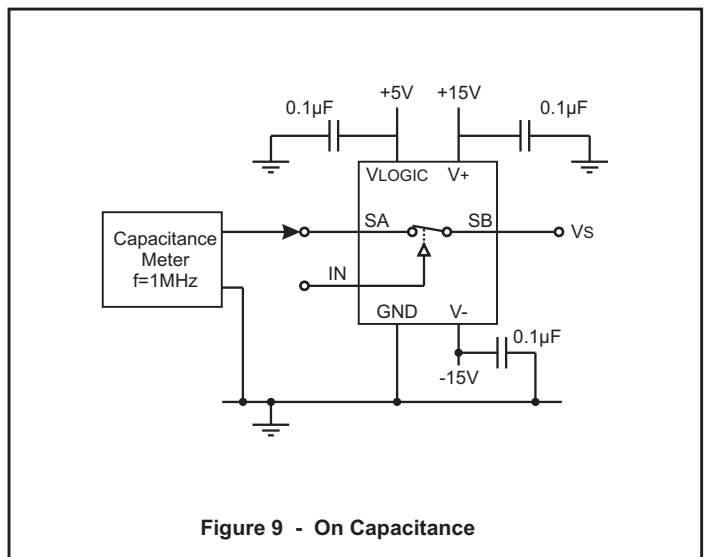 +5V +15V
0.1µF 0.1µF
VLOGIC V+
SA SB VS
Capacitance
Meter
f=1MHz
IN
GND V-
0.1µF
-15V
Figure 9 - On Capacitance